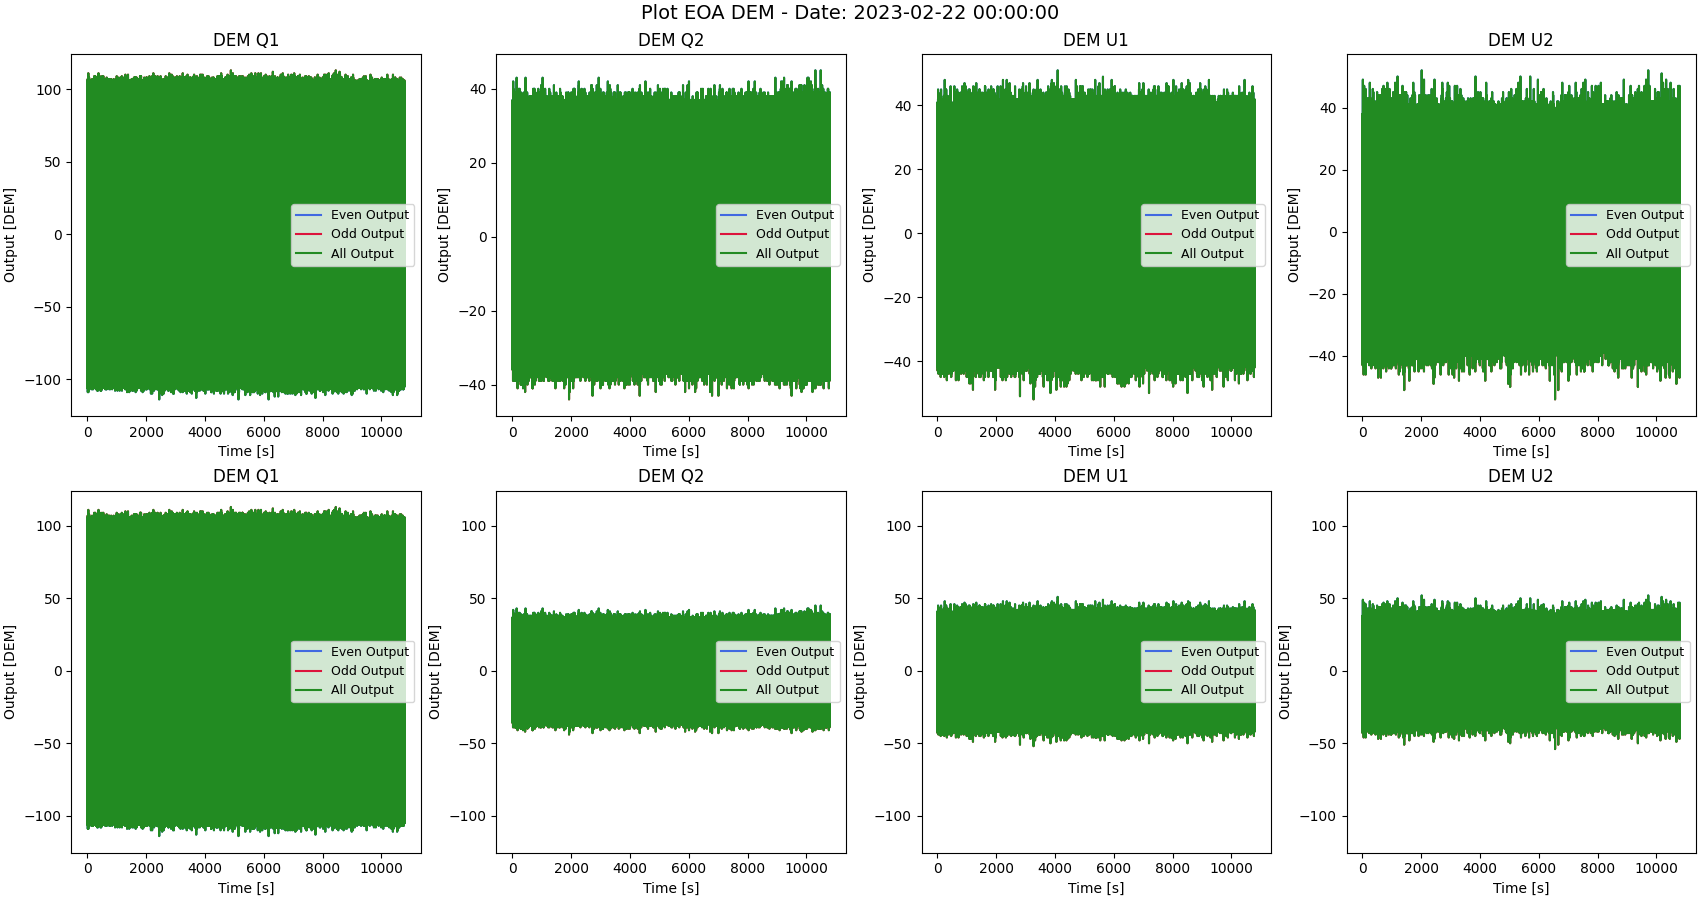 Plot EOA DEM - Date: 2023-02-22 00:00:00
DEM Q1
Output [DEM]
100
50
0
−50
−100
Even Output
Odd Output
All Output
0 2000 4000 6000 8000 10000
Time [s]
DEM Q2
Output [DEM]
40
20
0
−20
−40
Even Output
Odd Output
All Output
0 2000 4000 6000 8000 10000
Time [s]
DEM U1
Output [DEM]
40
20
0
−20
−40
Even Output
Odd Output
All Output
0 2000 4000 6000 8000 10000
Time [s]
DEM U2
Output [DEM]
40
20
0
−20
−40
Even Output
Odd Output
All Output
0 2000 4000 6000 8000 10000
Time [s]
DEM Q1
Output [DEM]
100
50
0
−50
−100
Even Output
Odd Output
All Output
0 2000 4000 6000 8000 10000
Time [s]
DEM Q2
Output [DEM]
100
50
0
−50
−100
Even Output
Odd Output
All Output
0 2000 4000 6000 8000 10000
Time [s]
DEM U1
Output [DEM]
100
50
0
−50
−100
Even Output
Odd Output
All Output
0 2000 4000 6000 8000 10000
Time [s]
DEM U2
Output [DEM]
100
50
0
−50
−100
Even Output
Odd Output
All Output
0 2000 4000 6000 8000 10000
Time [s]